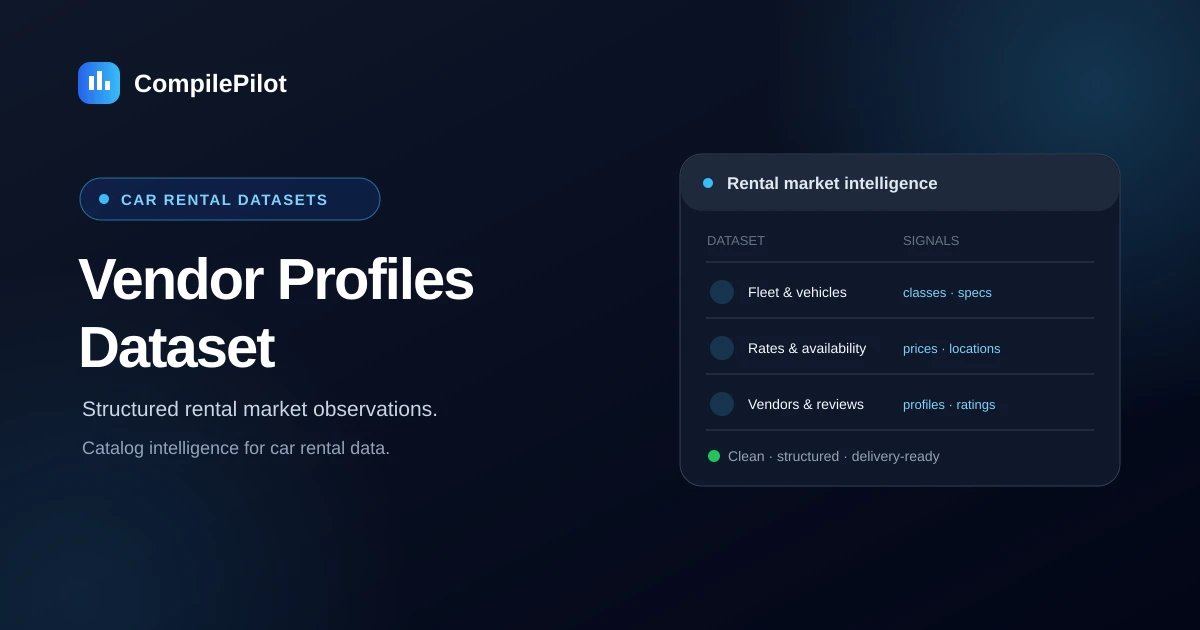 CompilePilot
CAR RENTAL DATASETS
Vendor Profiles
Dataset
Structured rental market observations.
Catalog intelligence for car rental data.
Rental market intelligence
DATASET SIGNALS
Fleet & vehicles classes · specs
Rates & availability prices · locations
Vendors & reviews profiles · ratings
Clean · structured · delivery-ready